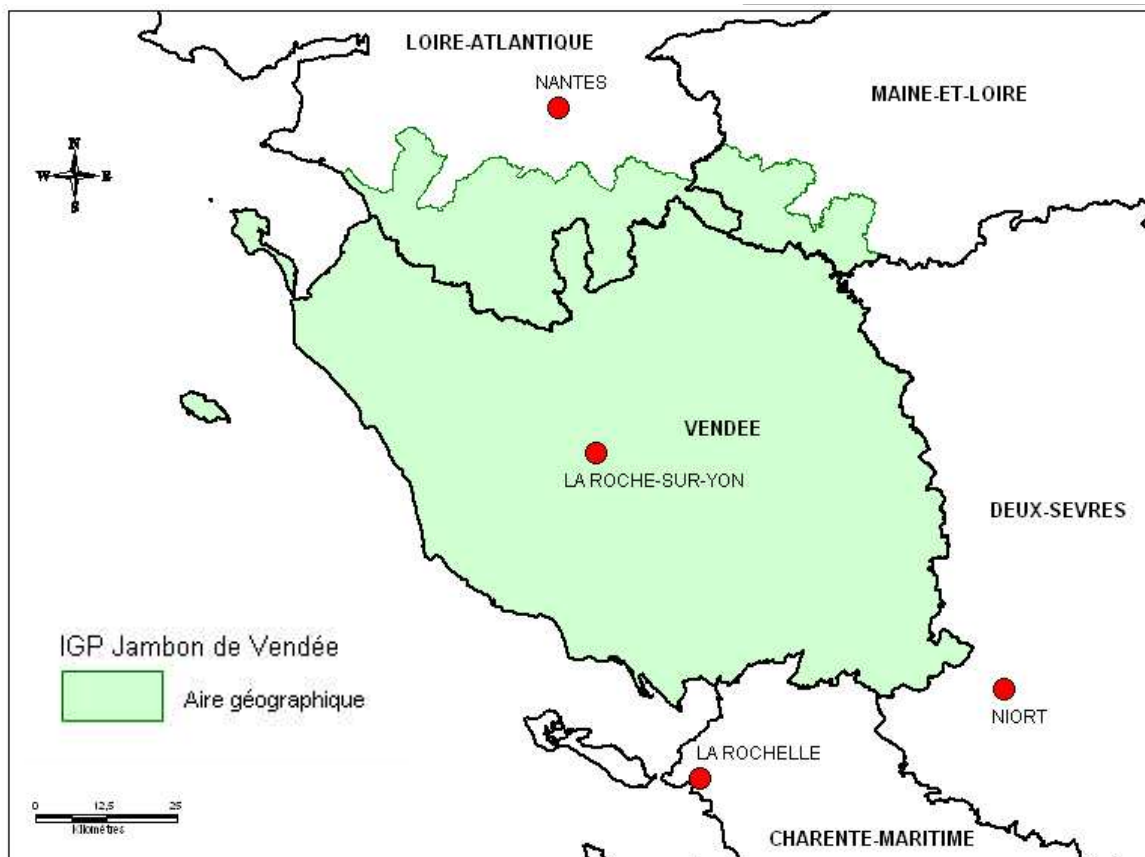 LOIRE-ATLANTIQUE
NANTES
MAINE-ET-LOIRE
N
W E
S
VENDEE
LA ROCHE-SUR-YON
DEUX-SEVRES
IGP Jambon de Vendée
Aire géographique
NIORT
LA ROCHELLE
0 12,5 25
kilomètres
CHARENTE-MARITIME